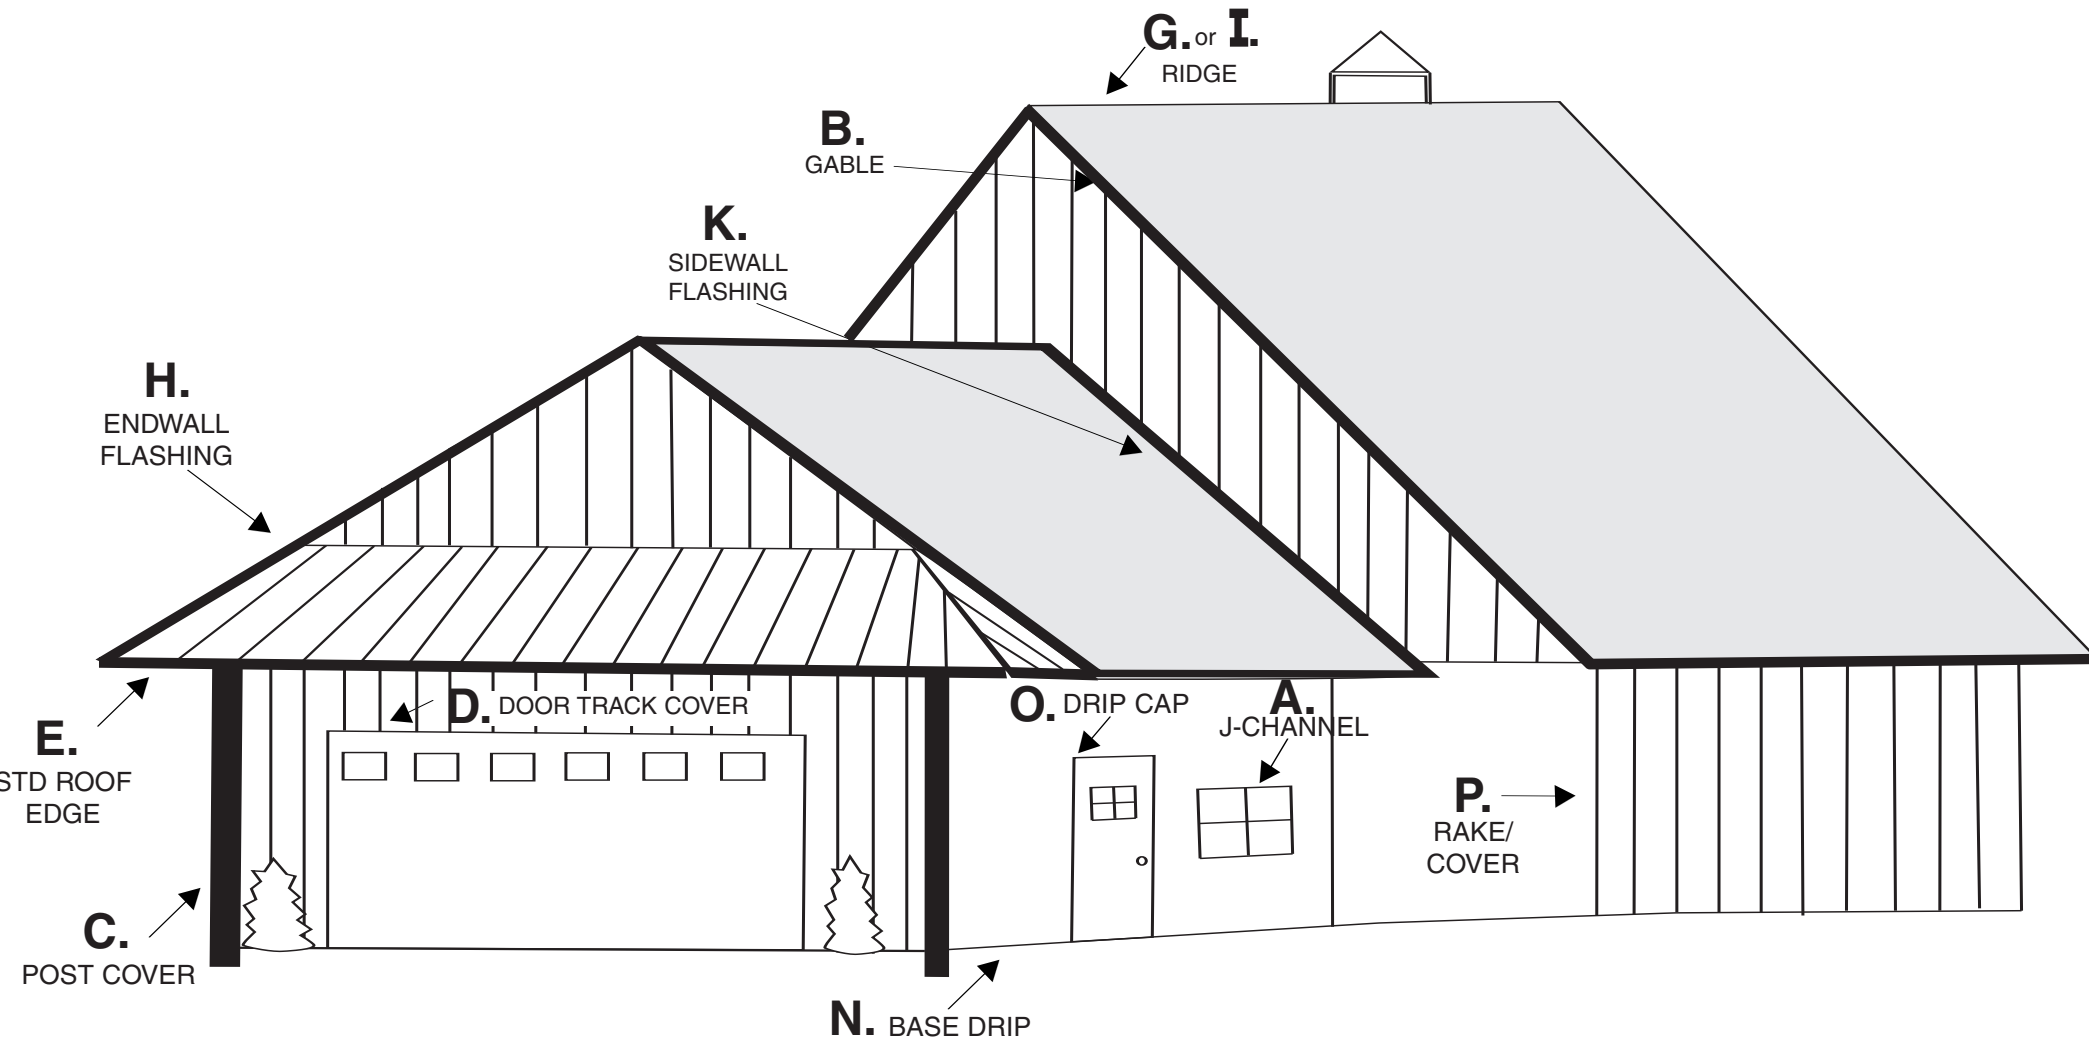 G. or I.
RIDGE
B.
GABLE
K.
SIDEWALL
FLASHING
H.
ENDWALL
FLASHING
E.
STD ROOF
EDGE
D. DOOR TRACK COVER
O. DRIP CAP
A.
J-CHANNEL
P.
RAKE/
COVER
C.
POST COVER
N. BASE DRIP